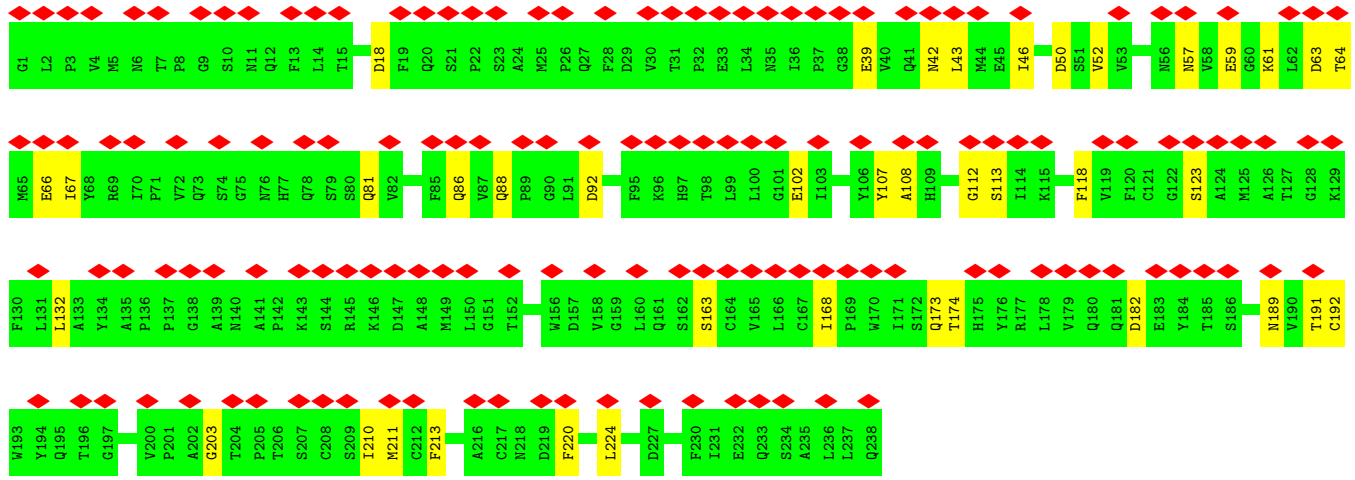 G1 L2 P3 V4 M5 N6 T7 P8 G9 S10 N11 Q12 F13 L14 T15 D18 F19 Q20 S21 P22 S23 A24 M25 P26 Q27 F28 D29 V30 T31 P32 E33 L34 N35 I36 P37 G38 E39 V40 Q41 N42 L43 M44 E45 I46 D50 S51 V52 V53 N56 N57 V58 E59 G60 K61 L62 D63 T64
M65 E66 I67 Y68 R69 I70 P71 V72 Q73 S74 G75 N76 H77 Q78 S79 S80 Q81 V82 F85 Q86 V87 Q88 P89 G90 L91 D92 F95 K96 H97 T98 L99 L100 G101 E102 I103 Y106 Y107 A108 H109 G112 S113 I114 K115 F118 V119 F120 C121 G122 S123 A124 M125 A126 T127 G128 K129
F130 L131 L132 A133 Y134 A135 P136 P137 G138 A139 N140 A141 P142 K143 S144 R145 K146 D147 A148 M149 L150 G151 T152 W156 D157 V158 G159 L160 Q161 S162 S163 C164 V165 L166 C167 I168 P169 W170 I171 S172 Q173 T174 H175 Y176 R177 L178 V179 Q180 Q181 D182 E183 Y184 T185 S186 N189 V190 T191 C192
W193 Y194 Q195 T196 G197 V200 P201 A202 G203 T204 P205 T206 S207 C208 S209 I210 M211 C212 F213 A216 C217 N218 D219 F220 L224 D227 F230 I231 E232 Q233 S234 A235 L236 L237 Q238